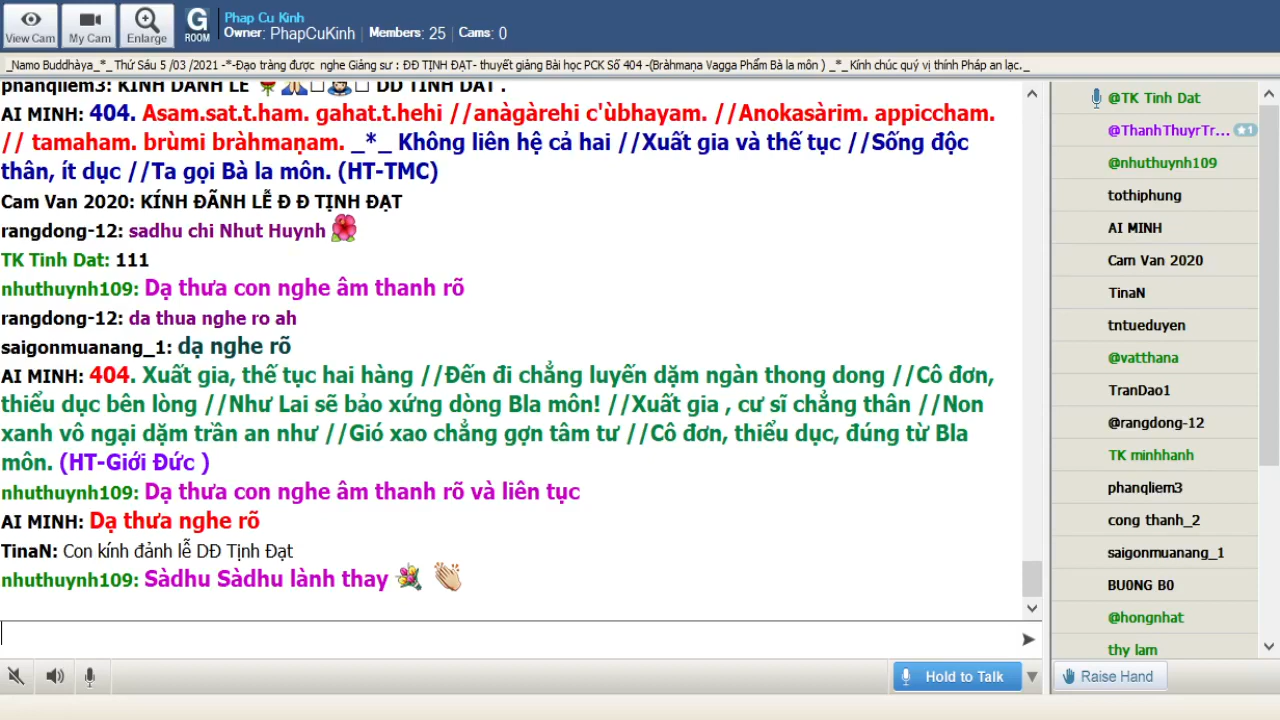 View Cam
My Cam
Enlarge
G
ROOM
Phap Cu Kinh
Owner: PhapCuKinh | Members: 25 | Cams: 0
_Namo Buddhàya_*_ Thứ Sáu 5 /03 /2021 -*-Đạo tràng được nghe Giảng sư : ĐĐ TỊNH ĐẠT- thuyết giảng Bài học PCK Số 404 -(Bràhmaṇa Vagga Phẩm Bà la môn ) _*_ Kính chúc quý vị thính Pháp an lạc._
phanqliem3: KÍNH ĐẢNH LỄ ĐĐ TỊNH ĐẠT .
AI MINH: 404. Asam.sat.t.ham. gahat.t.hehi //anàgàrehi c'ùbhayam. //Anokasàrim. appiccham.
// tamaham. brùmi bràhmaṇam. _*_ Không liên hệ cả hai //Xuất gia và thế tục //Sống độc
thân, ít dục //Ta gọi Bà la môn. (HT-TMC)
Cam Van 2020: KÍNH ĐÃNH LỄ Đ Đ TỊNH ĐẠT
rangdong-12: sadhu chi Nhut Huynh
TK Tinh Dat: 111
nhuthuynh109: Dạ thưa con nghe âm thanh rõ
rangdong-12: da thua nghe ro ah
saigonmuanang_1: dạ nghe rõ
AI MINH: 404. Xuất gia, thế tục hai hàng //Đến đi chẳng luyến dặm ngàn thong dong //Cô đơn,
thiểu dục bên lòng //Như Lai sẽ bảo xứng dòng Bla môn! //Xuất gia , cư sĩ chẳng thân //Non
xanh vô ngại dặm trần an như //Gió xao chẳng gợn tâm tư //Cô đơn, thiểu dục, đúng từ Bla
môn. (HT-Giới Đức )
nhuthuynh109: Dạ thưa con nghe âm thanh rõ và liên tục
AI MINH: Dạ thưa nghe rõ
TinaN: Con kính đảnh lễ DĐ Tịnh Đạt
nhuthuynh109: Sàdhu Sàdhu lành thay
Hold to Talk
@TK Tinh Dat
@ThanhThuyrTr... ★1
@nhuthuynh109
tothiphung
AI MINH
Cam Van 2020
TinaN
tntueduyen
@vatthana
TranDao1
@rangdong-12
TK minhhanh
phanqliem3
cong thanh_2
saigonmuanang_1
BU0NG B0
@hongnhat
thy lam
Raise Hand